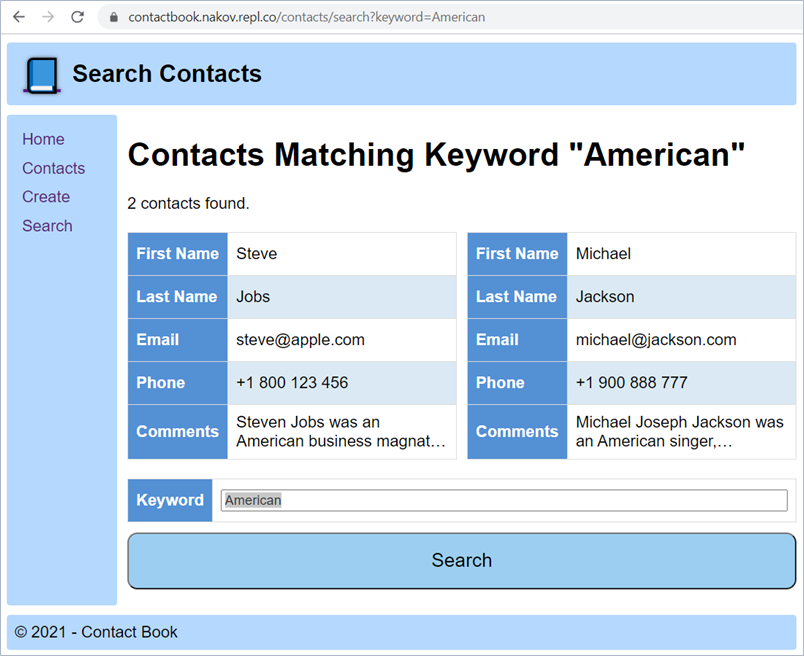 contactbook.nakov.repl.co/contacts/search?keyword=American
Search Contacts
Home
Contacts
Create
Search
Contacts Matching Keyword "American"
2 contacts found.
First Name Steve
Last Name Jobs
Email steve@apple.com
Phone +1 800 123 456
Comments Steven Jobs was an
American business magnat…
First Name Michael
Last Name Jackson
Email michael@jackson.com
Phone +1 900 888 777
Comments Michael Joseph Jackson was
an American singer,…
Keyword American
Search
© 2021 - Contact Book